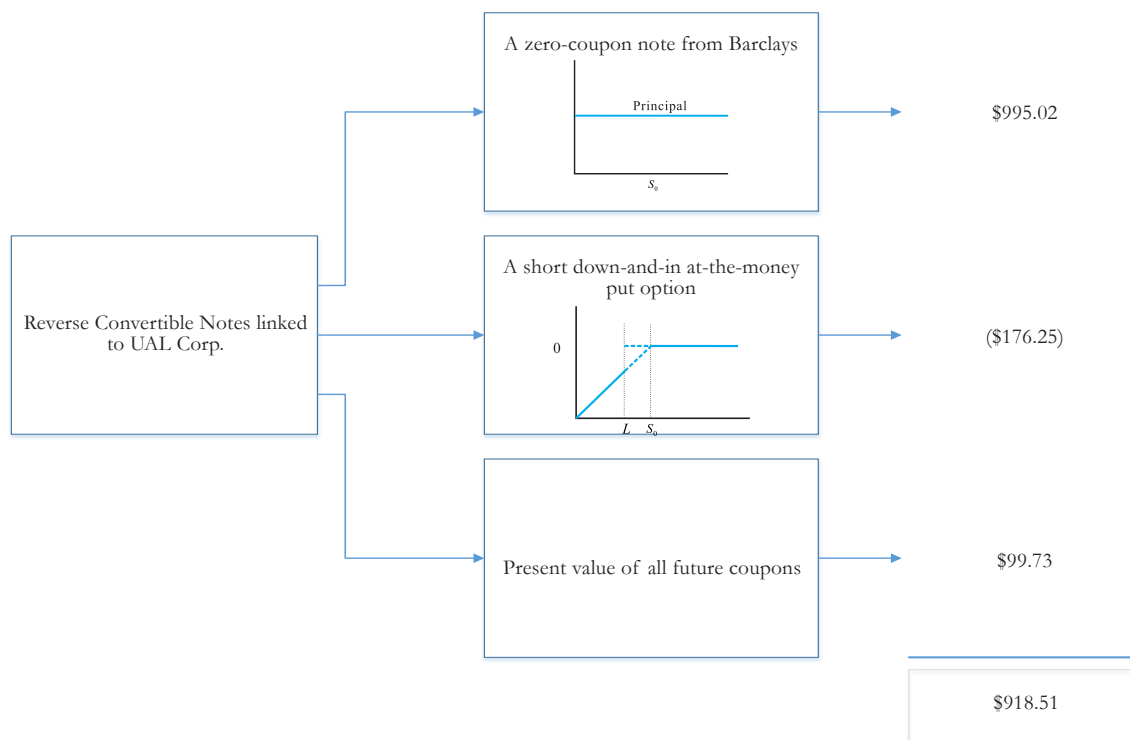 A zero-coupon note from Barclays
Principal
S₀
$995.02
Reverse Convertible Notes linked
to UAL Corp.
A short down-and-in at-the-money
put option
0
L S₀
($176.25)
Present value of all future coupons
$99.73
$918.51